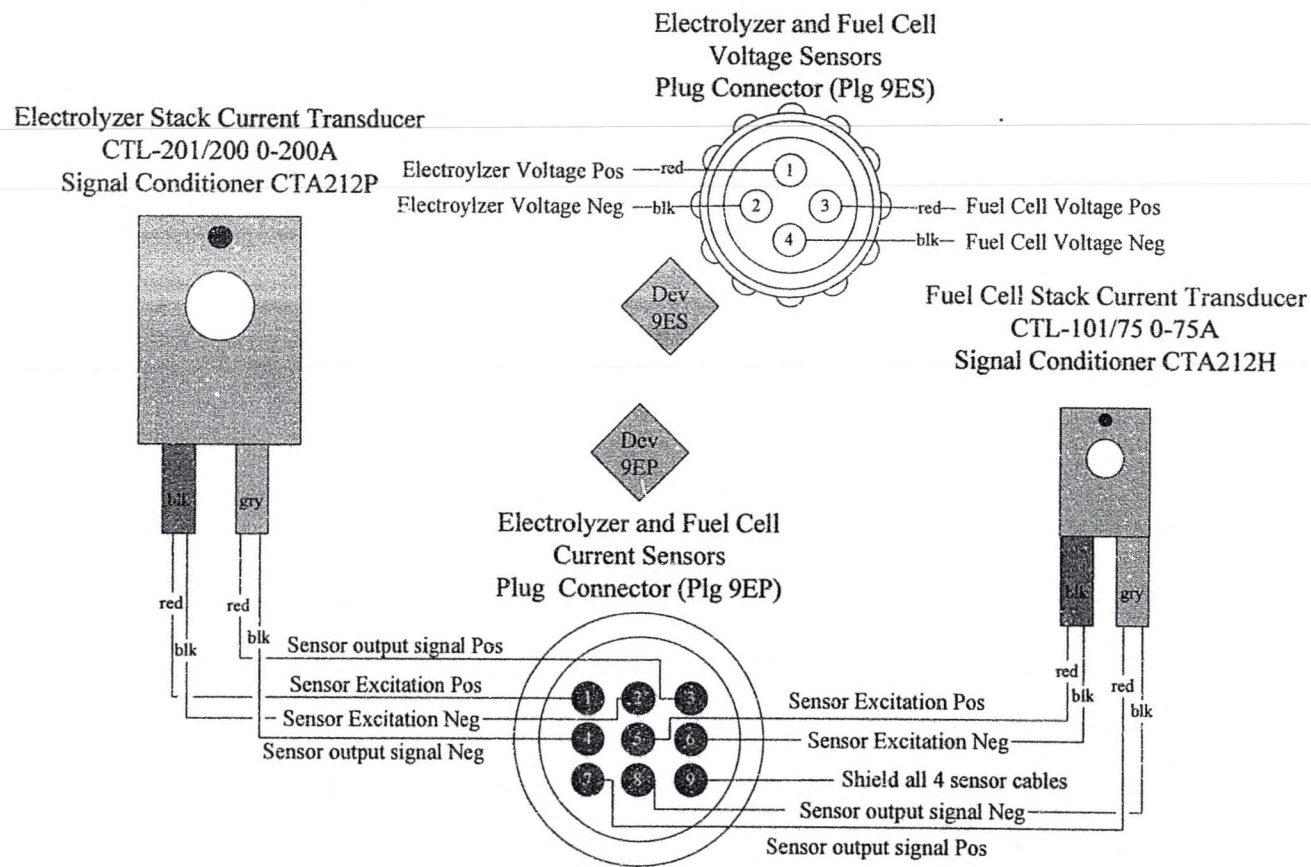 Electrolyzer and Fuel Cell
Voltage Sensors
Plug Connector (Plg 9ES)
Electrolyzer Stack Current Transducer
CTL-201/200 0-200A
Signal Conditioner CTA212P
Electroylzer Voltage Pos
red
1
Electroylzer Voltage Neg
blk
2
3
red
Fuel Cell Voltage Pos
4
blk
Fuel Cell Voltage Neg
Dev
9ES
Fuel Cell Stack Current Transducer
CTL-101/75 0-75A
Signal Conditioner CTA212H
Dev
9EP
blk
gry
Electrolyzer and Fuel Cell
Current Sensors
Plug Connector (Plg 9EP)
blk
gry
red
blk
red
blk
red
blk
red
blk
Sensor output signal Pos
Sensor Excitation Pos
Sensor Excitation Neg
Sensor output signal Neg
1
2
3
4
5
6
7
8
9
Sensor Excitation Pos
Sensor Excitation Neg
Shield all 4 sensor cables
Sensor output signal Neg
Sensor output signal Pos